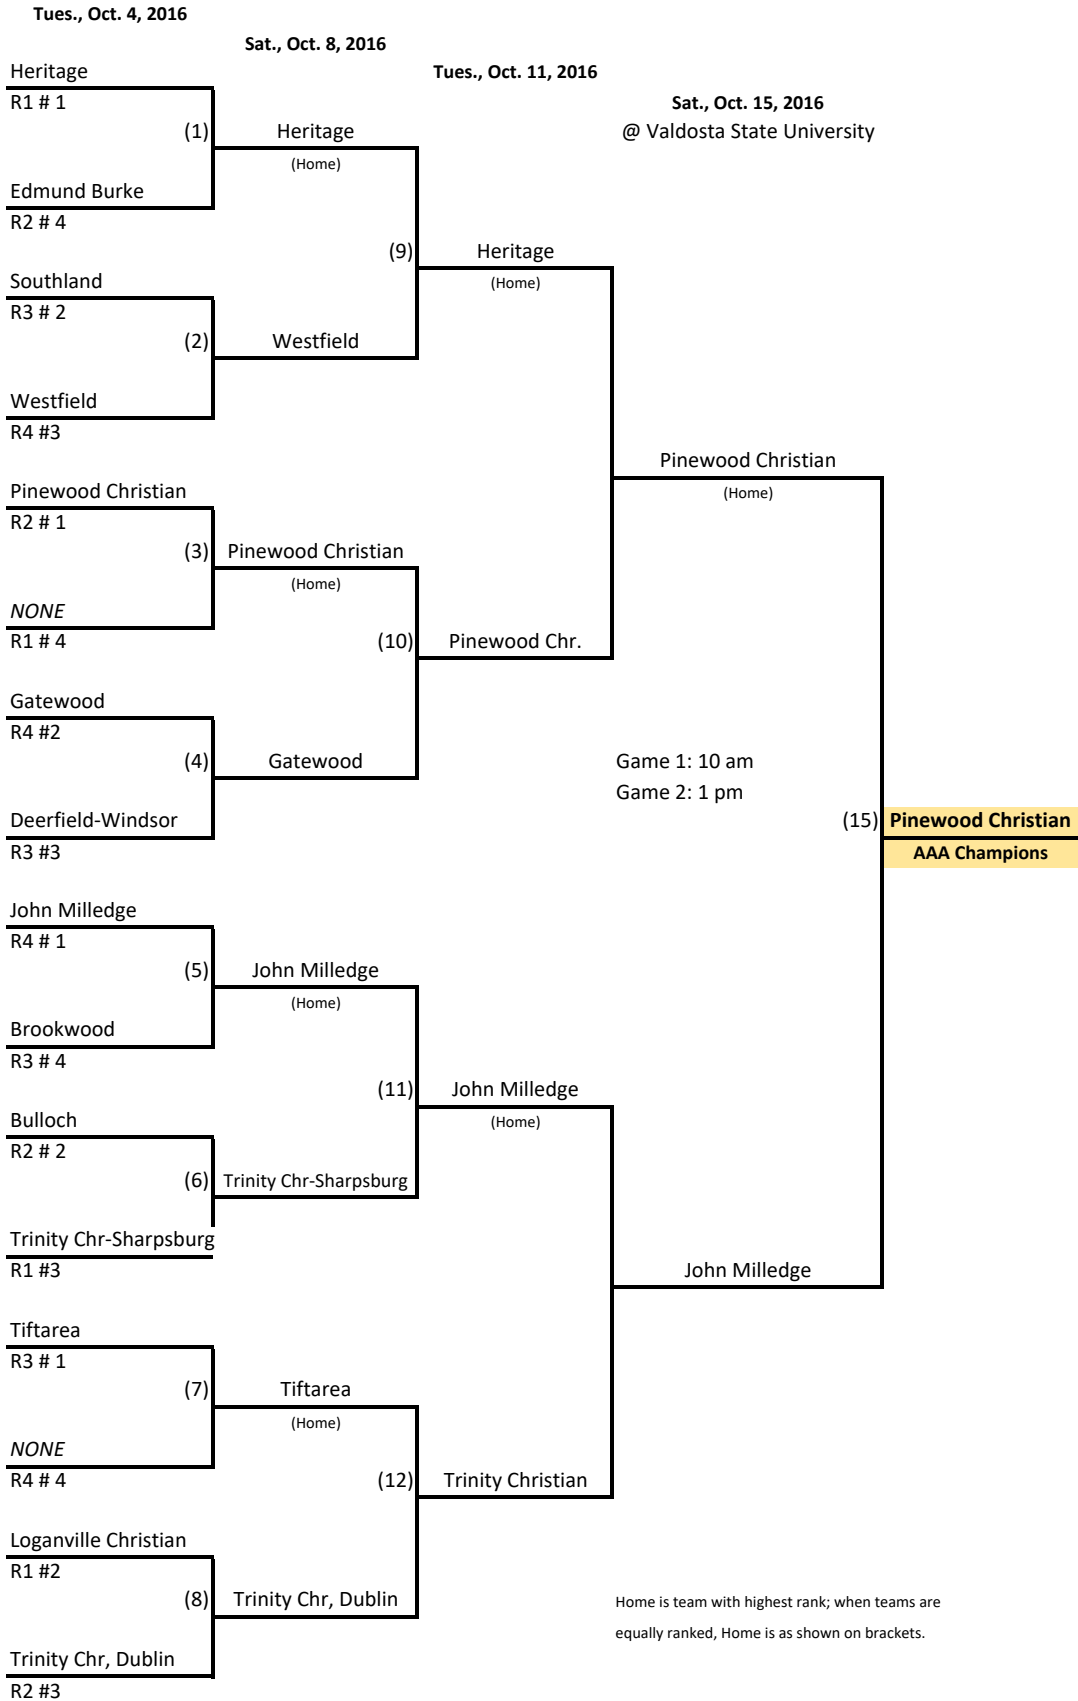 Tues., Oct. 4, 2016
Sat., Oct. 8, 2016
Tues., Oct. 11, 2016
Sat., Oct. 15, 2016
@ Valdosta State University
Heritage
R1 # 1
(1)
Heritage
(Home)
Edmund Burke
R2 # 4
(9)
Heritage
(Home)
Southland
R3 # 2
(2)
Westfield
Westfield
R4 #3
Pinewood Christian
(Home)
Pinewood Christian
R2 # 1
(3)
Pinewood Christian
(Home)
NONE
R1 # 4
(10)
Pinewood Chr.
Gatewood
R4 #2
(4)
Gatewood
Game 1: 10 am
Game 2: 1 pm
Deerfield-Windsor
R3 #3
(15)
Pinewood Christian
AAA Champions
John Milledge
R4 # 1
(5)
John Milledge
(Home)
Brookwood
R3 # 4
(11)
John Milledge
(Home)
Bulloch
R2 # 2
(6)
Trinity Chr-Sharpsburg
Trinity Chr-Sharpsburg
R1 #3
John Milledge
Tiftarea
R3 # 1
(7)
Tiftarea
(Home)
NONE
R4 # 4
(12)
Trinity Christian
Loganville Christian
R1 #2
(8)
Trinity Chr, Dublin
Trinity Chr, Dublin
R2 #3
Home is team with highest rank; when teams are
equally ranked, Home is as shown on brackets.